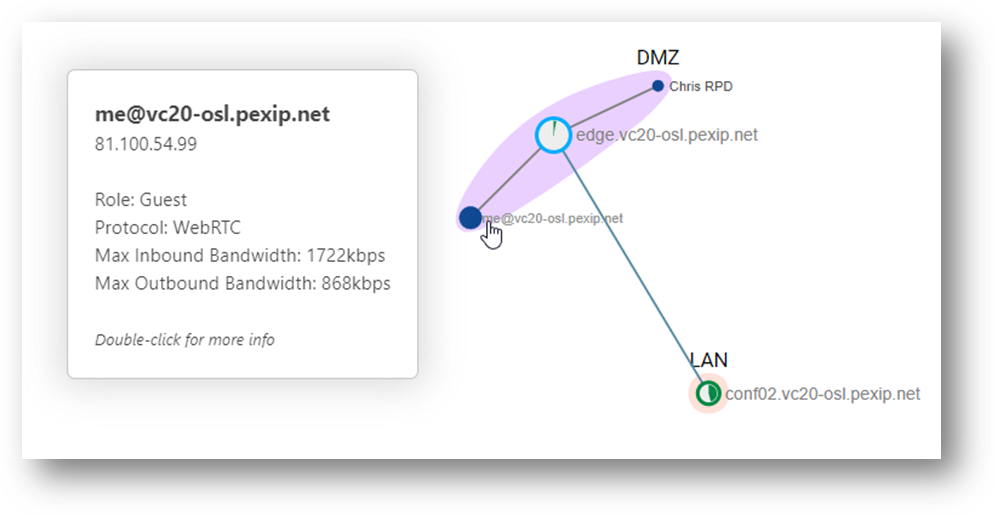 me@vc20-osl.pexip.net
81.100.54.99
Role: Guest
Protocol: WebRTC
Max Inbound Bandwidth: 1722kbps
Max Outbound Bandwidth: 868kbps
Double-click for more info
DMZ
Chris RPD
edge.vc20-osl.pexip.net
me@vc20-osl.pexip.net
LAN
conf02.vc20-osl.pexip.net